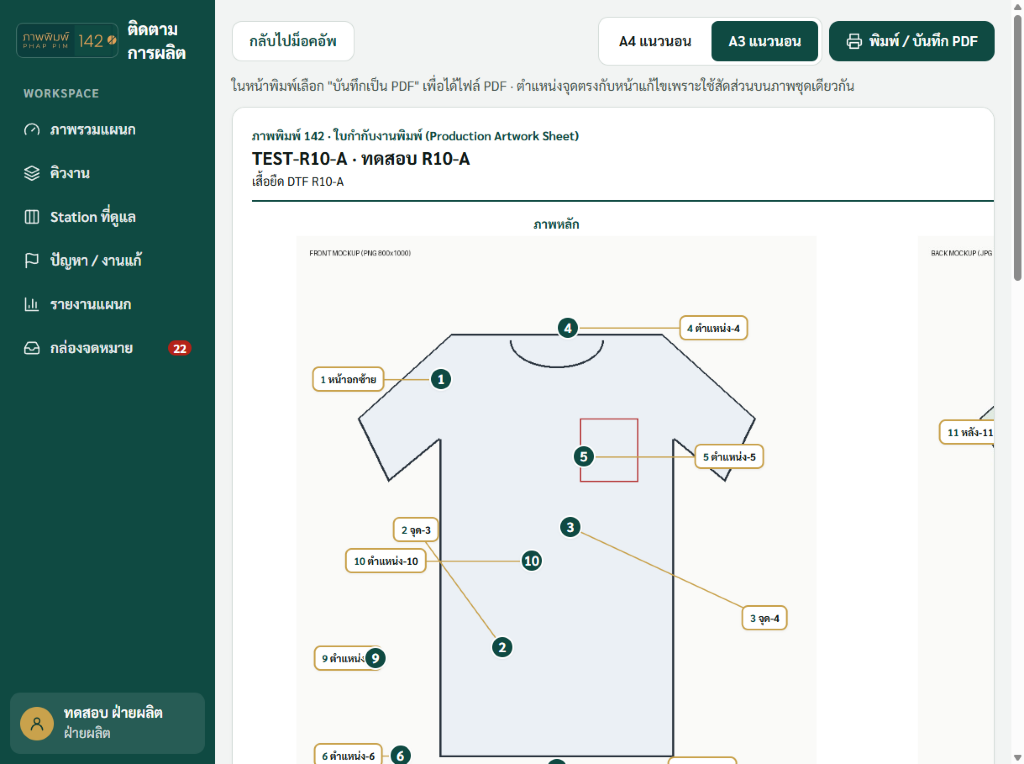 ภาพพิมพ์
PHAP PIM
142
ติดตาม
การผลิต
WORKSPACE
ภาพรวมแผนก
คิวงาน
Station ที่ดูแล
ปัญหา / งานแก้
รายงานแผนก
กล่องจดหมาย 22
ทดสอบ ฝ่ายผลิต
ฝ่ายผลิต
กลับไปม็อคอัพ
A4 แนวนอน
A3 แนวนอน
พิมพ์ / บันทึก PDF
ในหน้าพิมพ์เลือก "บันทึกเป็น PDF" เพื่อได้ไฟล์ PDF · ตำแหน่งจุดตรงกับหน้าแก้ไขเพราะใช้สัดส่วนบนภาพชุดเดียวกัน
ภาพพิมพ์ 142 · ใบกำกับงานพิมพ์ (Production Artwork Sheet)
TEST-R10-A · ทดสอบ R10-A
เสื้อยืด DTF R10-A
ภาพหลัก
FRONT MOCKUP (PNG 800x1000)
BACK MOCKUP (JPG
4
4 ตำแหน่ง-4
1 หน้าอกซ้าย
1
11 หลัง-11
5
5 ตำแหน่ง-5
2 จุด-3
3
10 ตำแหน่ง-10
10
3 จุด-4
2
9 ตำแหน่ง
9
6 ตำแหน่ง-6
6